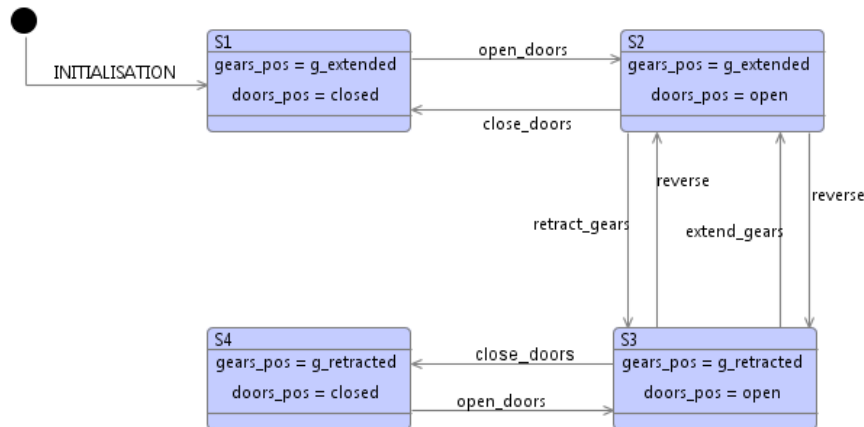 S1
gears_pos = g_extended
doors_pos = closed
INITIALISATION
open_doors
close_doors
S2
gears_pos = g_extended
doors_pos = open
retract_gears
reverse
extend_gears
reverse
S4
gears_pos = g_retracted
doors_pos = closed
close_doors
open_doors
S3
gears_pos = g_retracted
doors_pos = open